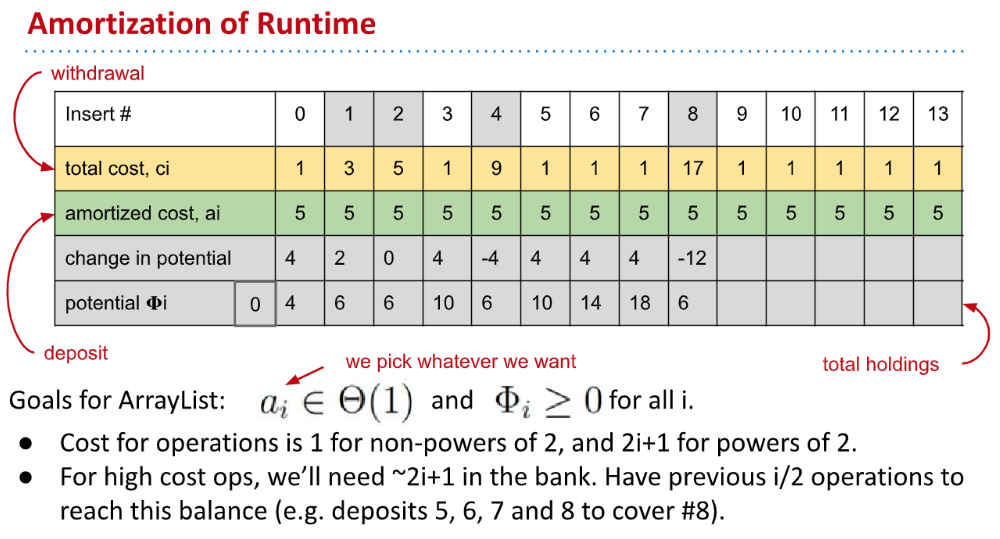 Amortization of Runtime
withdrawal
Insert # 0 1 2 3 4 5 6 7 8 9 10 11 12 13
total cost, ci 1 3 5 1 9 1 1 1 17 1 1 1 1 1
amortized cost, ai 5 5 5 5 5 5 5 5 5 5 5 5 5 5
change in potential 4 2 0 4 -4 4 4 4 -12
potential Φi 0 4 6 6 10 6 10 14 18 6
deposit
we pick whatever we want
total holdings
Goals for ArrayList: aᵢ ∈ Θ(1) and Φᵢ ≥ 0 for all i.
● Cost for operations is 1 for non-powers of 2, and 2i+1 for powers of 2.
● For high cost ops, we’ll need ~2i+1 in the bank. Have previous i/2 operations to
reach this balance (e.g. deposits 5, 6, 7 and 8 to cover #8).